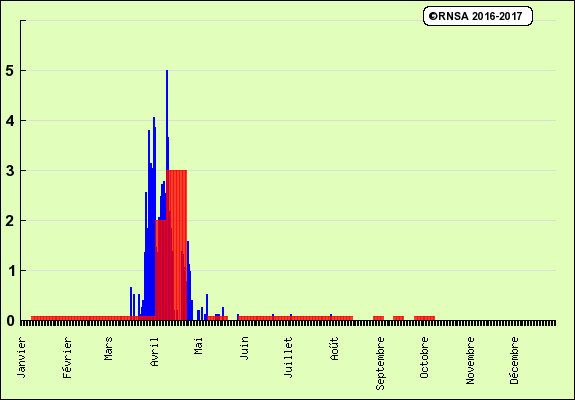 ©RNSA 2016-2017
5
4
3
2
1
0
Janvier
Février
Mars
Avril
Mai
Juin
Juillet
Août
Septembre
Octobre
Novembre
Décembre